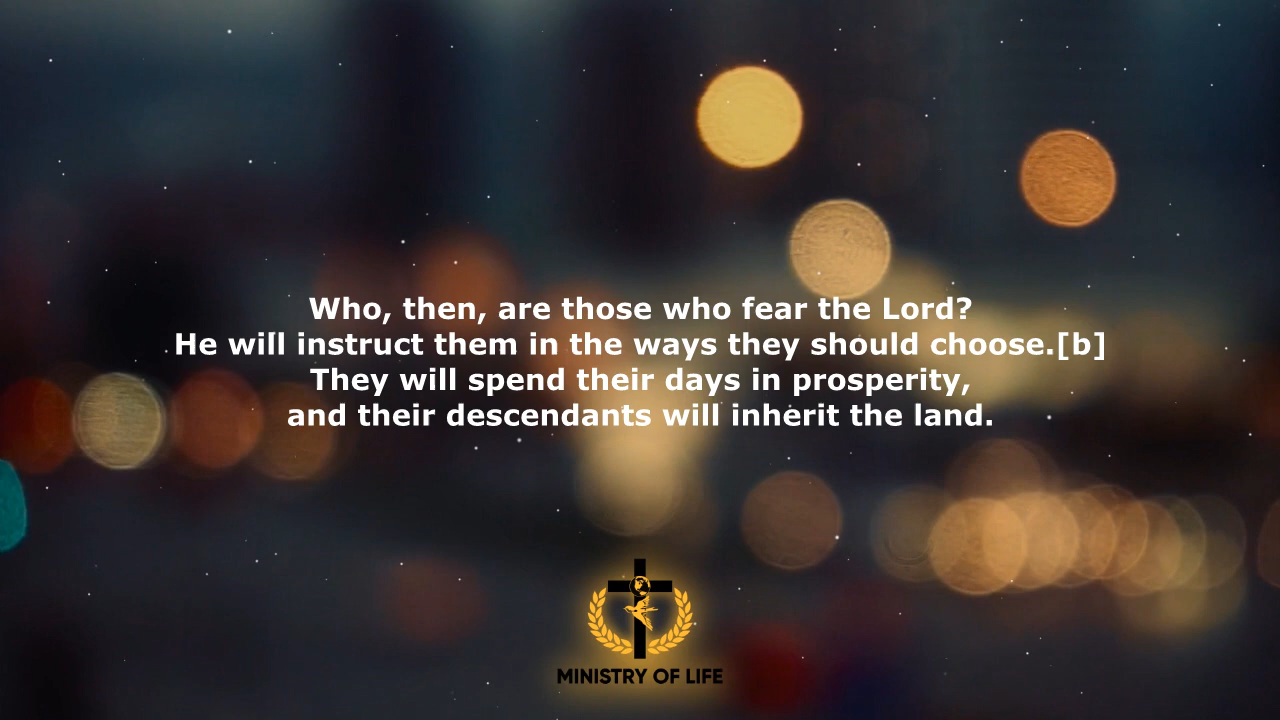 Who, then, are those who fear the Lord?
He will instruct them in the ways they should choose.[b]
They will spend their days in prosperity,
and their descendants will inherit the land.
MINISTRY OF LIFE